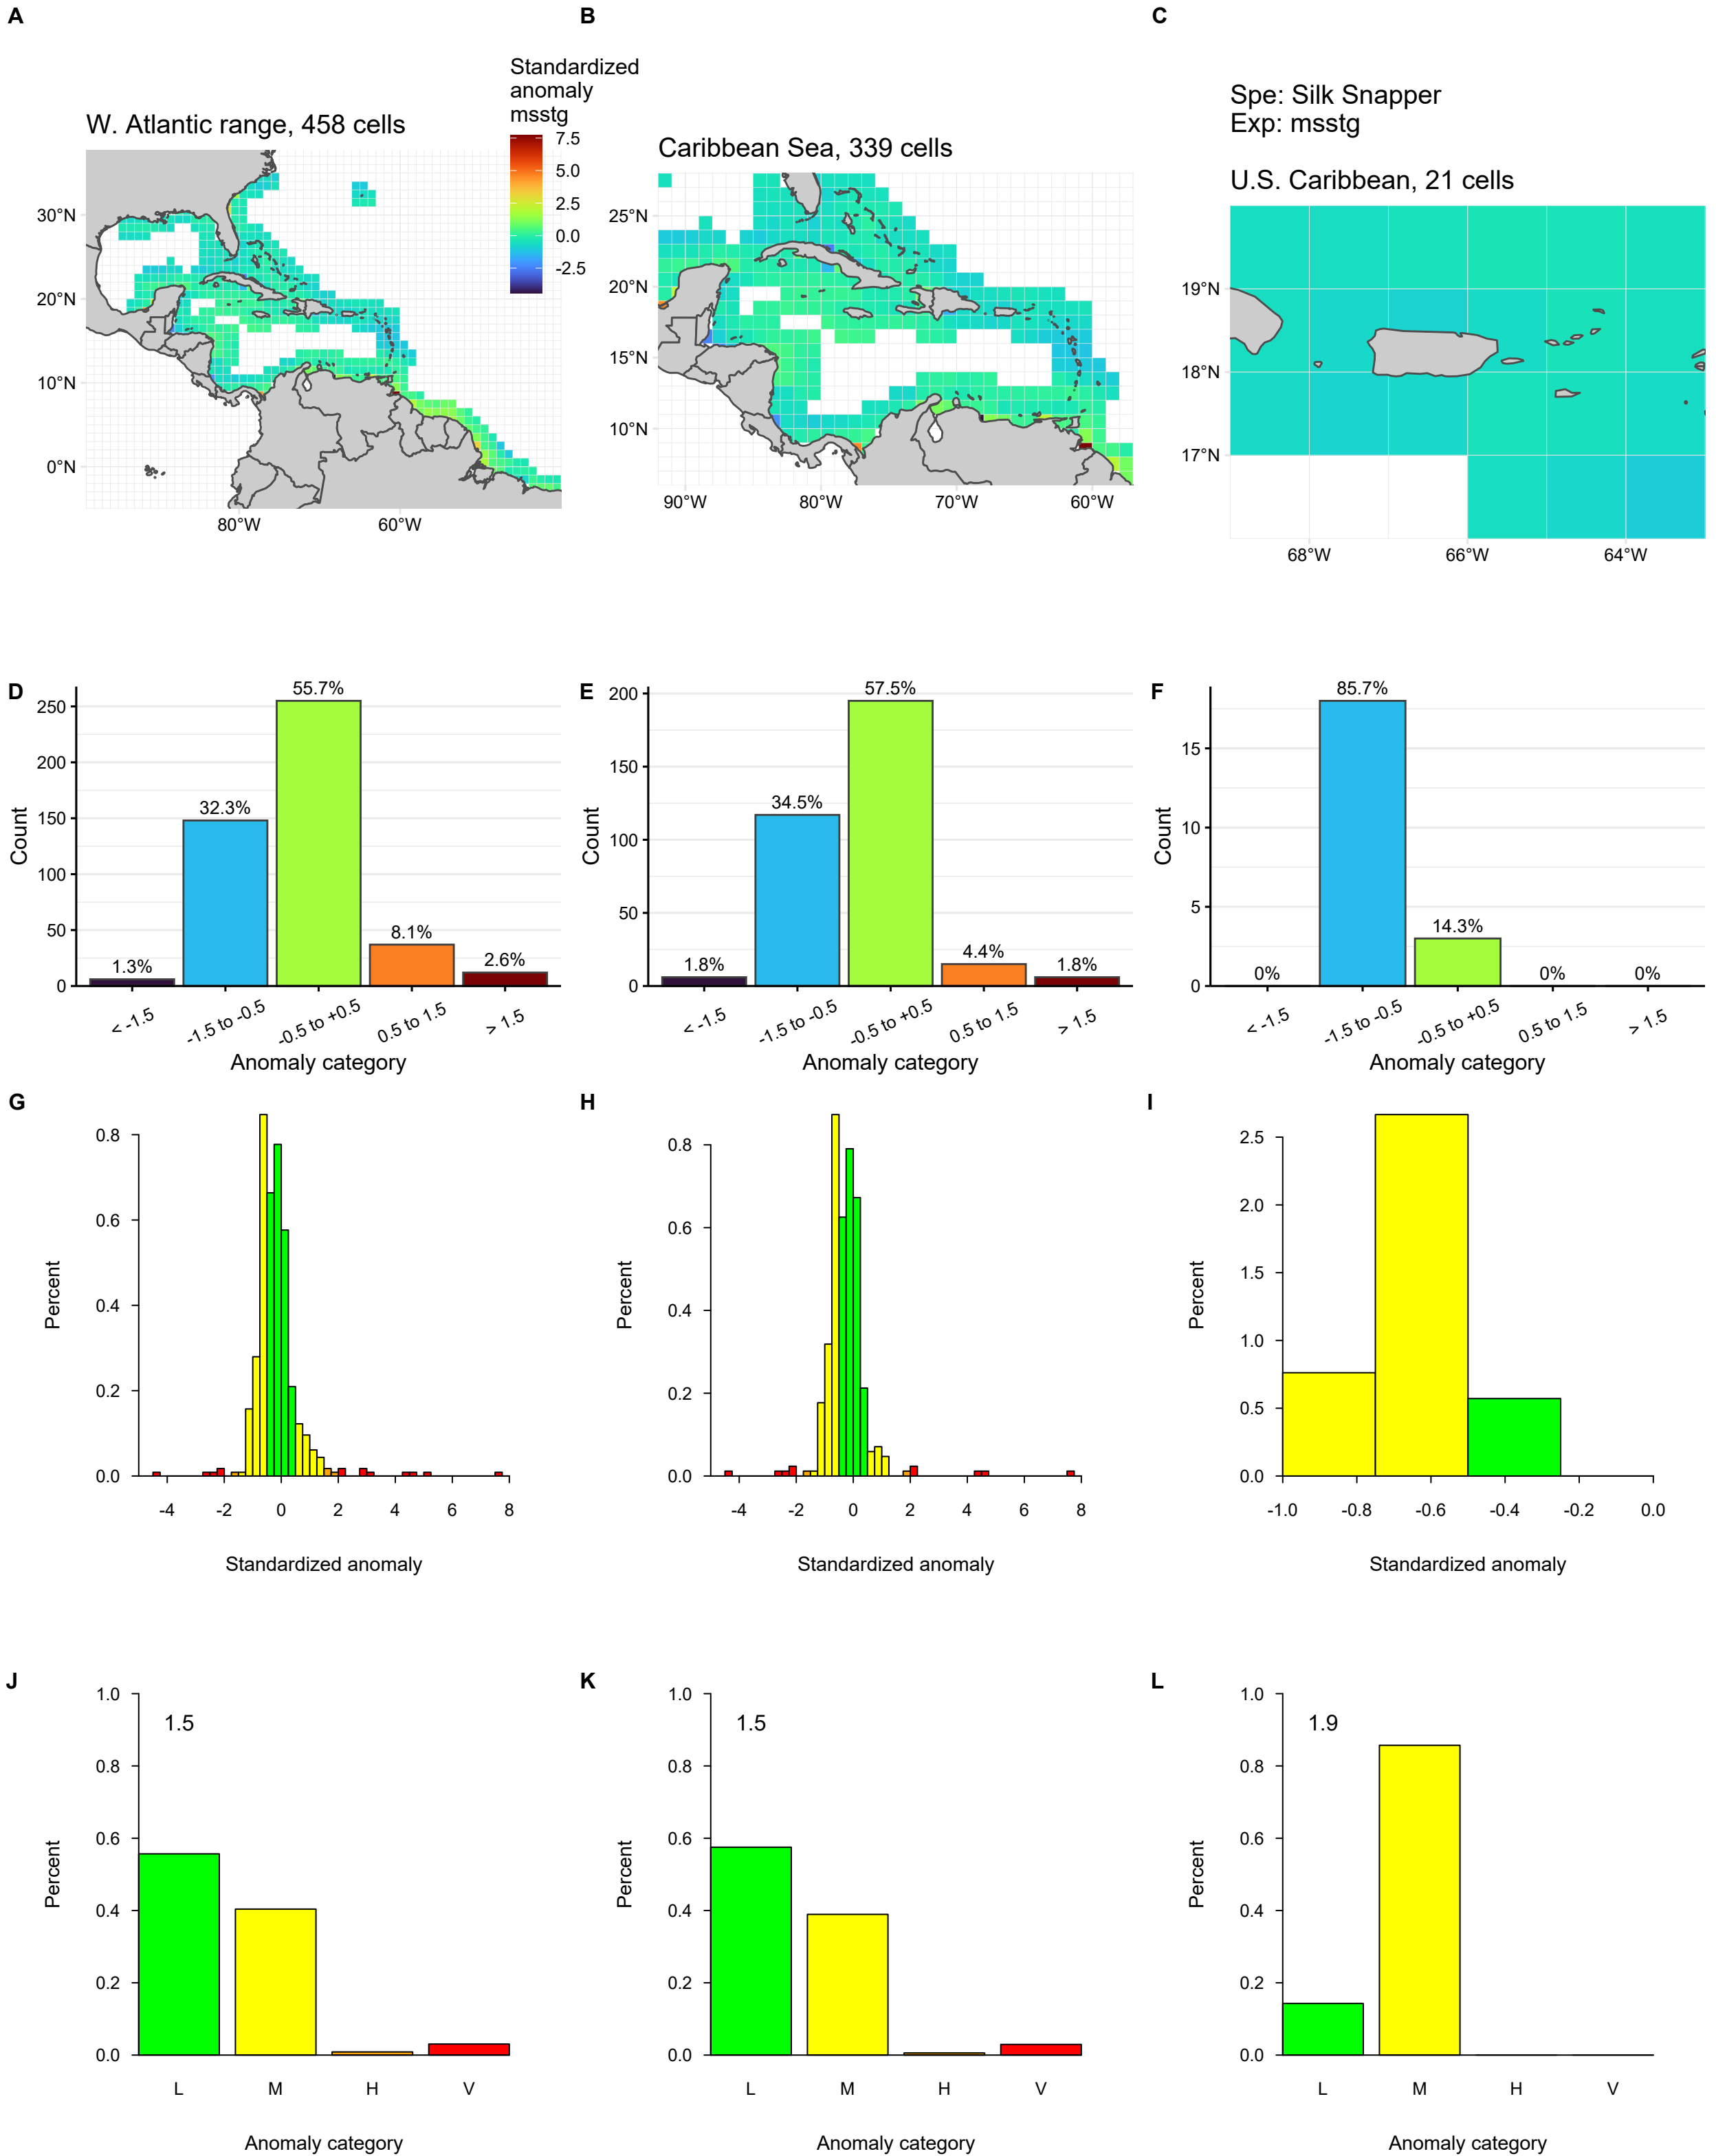 A
B
C
Standardized
anomaly
msstg
7.5
5.0
2.5
0.0
-2.5
W. Atlantic range, 458 cells
30°N
20°N
10°N
0°N
80°W
60°W
Caribbean Sea, 339 cells
25°N
20°N
15°N
10°N
90°W
80°W
70°W
60°W
Spe: Silk Snapper
Exp: msstg
U.S. Caribbean, 21 cells
19°N
18°N
17°N
68°W
66°W
64°W
D
Count
250
200
150
100
50
0
1.3%
32.3%
55.7%
8.1%
2.6%
< -1.5
-1.5 to -0.5
-0.5 to +0.5
0.5 to 1.5
> 1.5
Anomaly category
E
Count
200
150
100
50
0
1.8%
34.5%
57.5%
4.4%
1.8%
< -1.5
-1.5 to -0.5
-0.5 to +0.5
0.5 to 1.5
> 1.5
Anomaly category
F
Count
15
10
5
0
0%
85.7%
14.3%
0%
0%
< -1.5
-1.5 to -0.5
-0.5 to +0.5
0.5 to 1.5
> 1.5
Anomaly category
G
Percent
0.8
0.6
0.4
0.2
0.0
-4
-2
0
2
4
6
8
Standardized anomaly
H
Percent
0.8
0.6
0.4
0.2
0.0
-4
-2
0
2
4
6
8
Standardized anomaly
I
Percent
2.5
2.0
1.5
1.0
0.5
0.0
-1.0
-0.8
-0.6
-0.4
-0.2
0.0
Standardized anomaly
J
Percent
1.0
0.8
0.6
0.4
0.2
0.0
1.5
L
M
H
V
Anomaly category
K
Percent
1.0
0.8
0.6
0.4
0.2
0.0
1.5
L
M
H
V
Anomaly category
L
Percent
1.0
0.8
0.6
0.4
0.2
0.0
1.9
L
M
H
V
Anomaly category